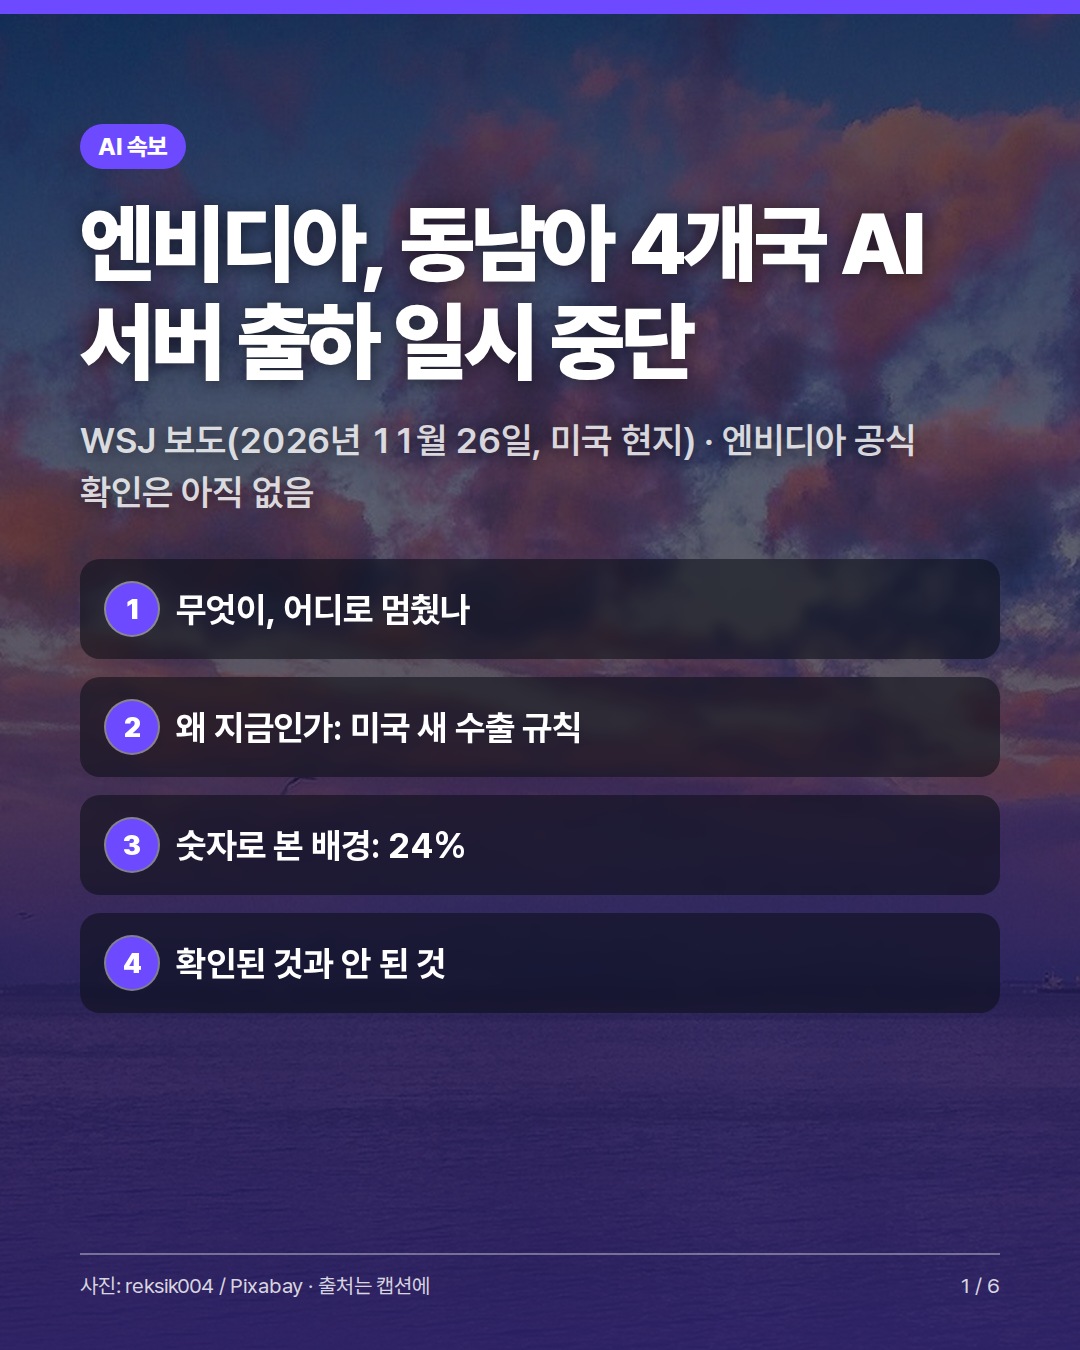 AI 속보
엔비디아, 동남아 4개국 AI
서버 출하 일시 중단
WSJ 보도(2026년 11월 26일, 미국 현지) · 엔비디아 공식
확인은 아직 없음
1 무엇이, 어디로 멈췄나
2 왜 지금인가: 미국 새 수출 규칙
3 숫자로 본 배경: 24%
4 확인된 것과 안 된 것
사진: reksik004 / Pixabay · 출처는 캡션에
1 / 6